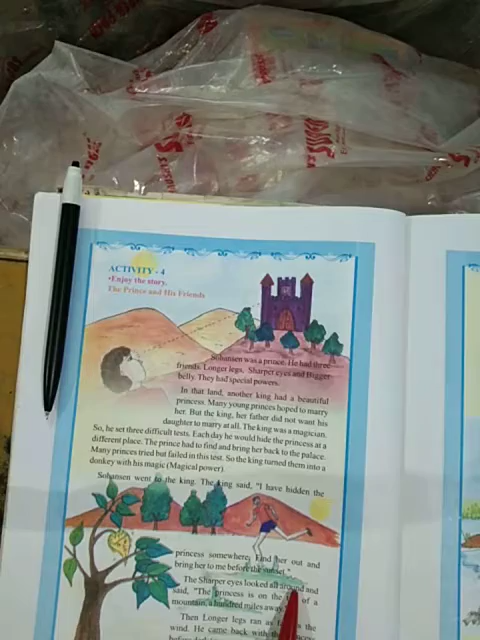 ACTIVITY - 4
•Enjoy the story.
The Prince and His Friends
Sohansen was a prince. He had three
friends. Longer legs, Sharper eyes and Bigger
belly. They had special powers.
In that land, another king had a beautiful
princess. Many young princes hoped to marry
her. But the king, her father did not want his
daughter to marry at all. The king was a magician.
So, he set three difficult tests. Each day he would hide the princess at a
different place. The prince had to find and bring her back to the palace.
Many princes tried but failed in this test. So the king turned them into a
donkey with his magic (Magical power).
Sohansen went to the king. The king said, "I have hidden the
princess somewhere. Find her out and
bring her to me before the sunset."
The Sharper eyes looked all around and
said, "The princess is on the of a
mountain, a hundred miles away
Then Longer legs ran as the
wind. He came back with the